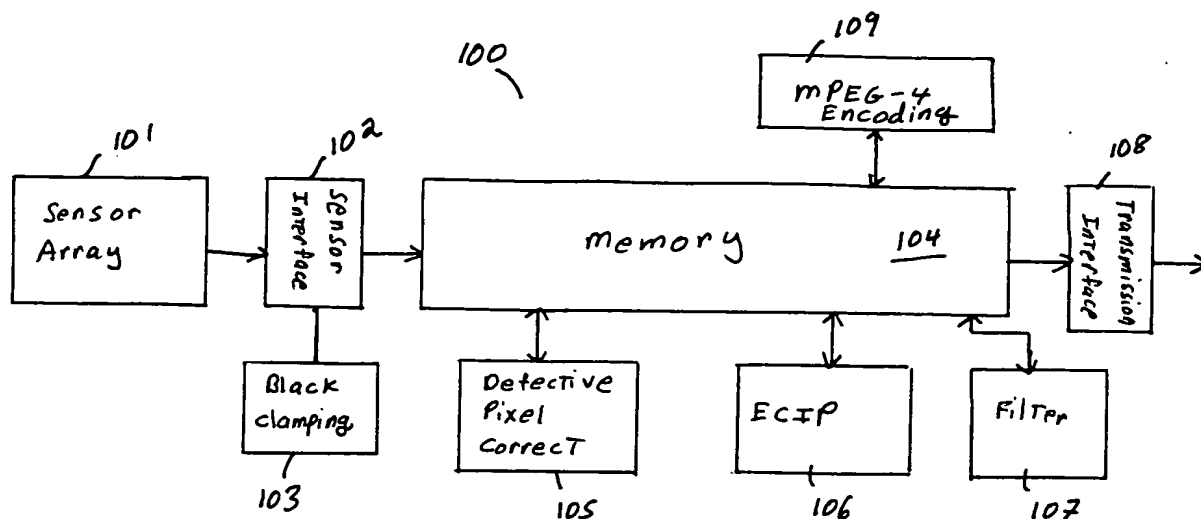 109
100
mPEG-4
Encoding
101
102
108
Sensor
Array
Sensor
Interface
memory
104
Transmission
Interface
Black
clamping
103
Defective
Pixel
CorrecT
105
ECIP
106
FilTer
107